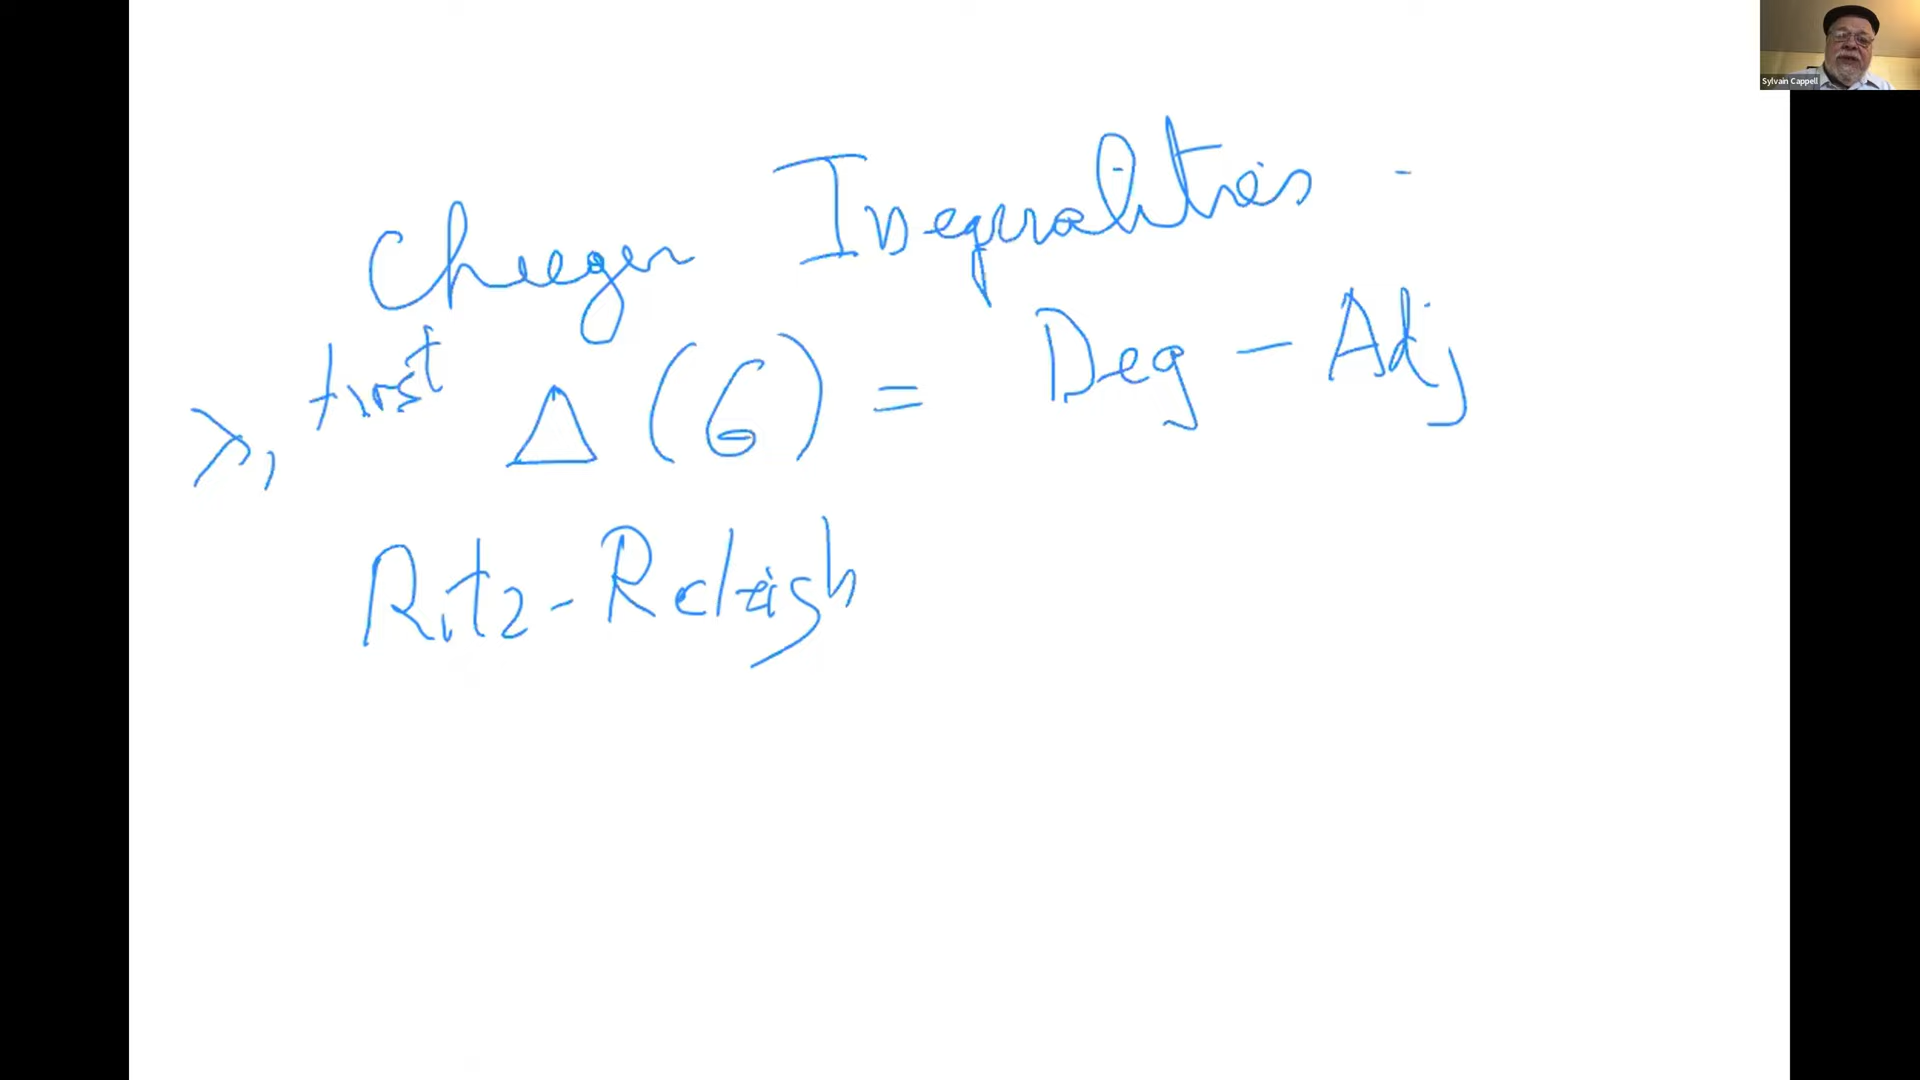 Sylvain Cappell
Cheeger Inequalities -
λ₁ first Δ(G) = Deg - Adj
Ritz-Raleigh